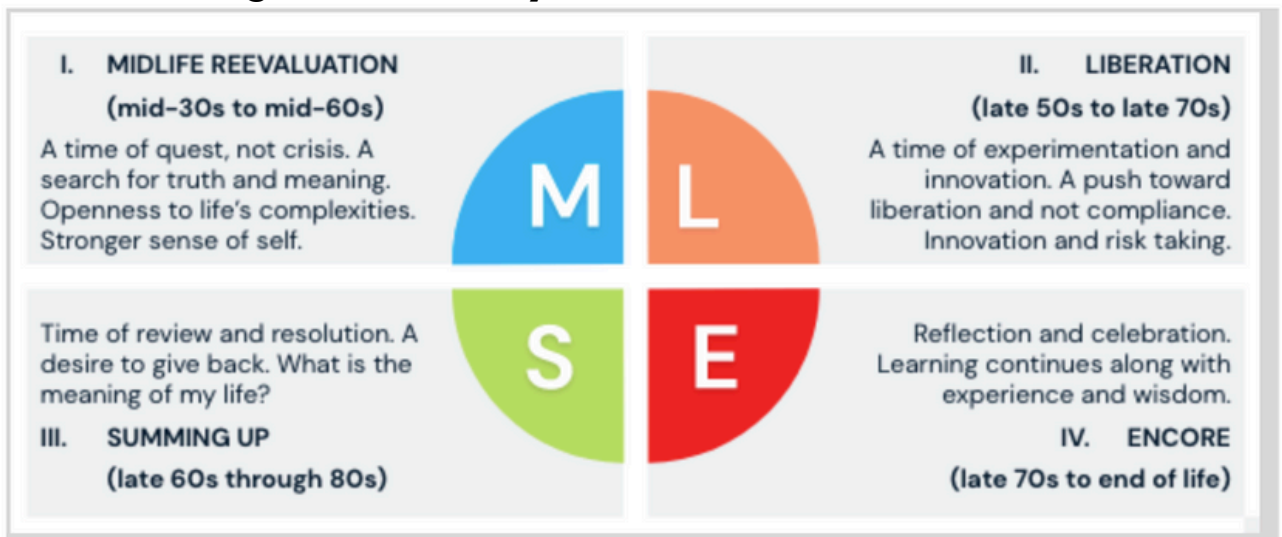 I. MIDLIFE REEVALUATION
(mid-30s to mid-60s)
A time of quest, not crisis. A
search for truth and meaning.
Openness to life's complexities.
Stronger sense of self.
M
L
II. LIBERATION
(late 50s to late 70s)
A time of experimentation and
innovation. A push toward
liberation and not compliance.
Innovation and risk taking.
Time of review and resolution. A
desire to give back. What is the
meaning of my life?
III. SUMMING UP
(late 60s through 80s)
S
E
Reflection and celebration.
Learning continues along with
experience and wisdom.
IV. ENCORE
(late 70s to end of life)